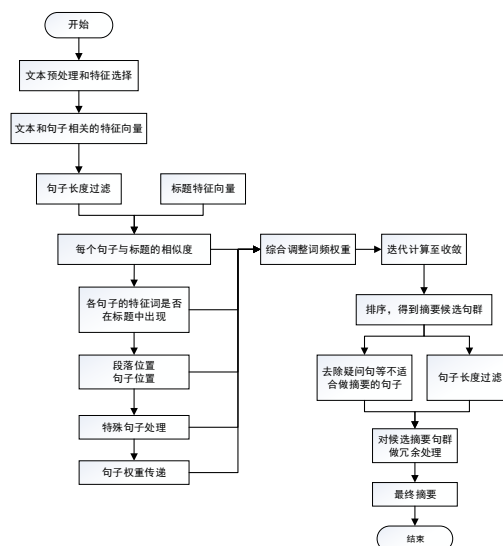 开始
文本预处理和特征选择
文本和句子相关的特征向量
句子长度过滤
标题特征向量
每个句子与标题的相似度
综合调整词频权重
迭代计算至收敛
各句子的特征词是否
在标题中出现
排序，得到摘要候选句群
段落位置
句子位置
去除疑问句等不适
合做摘要的句子
句子长度过滤
特殊句子处理
对候选摘要句群
做冗余处理
句子权重传递
最终摘要
结束